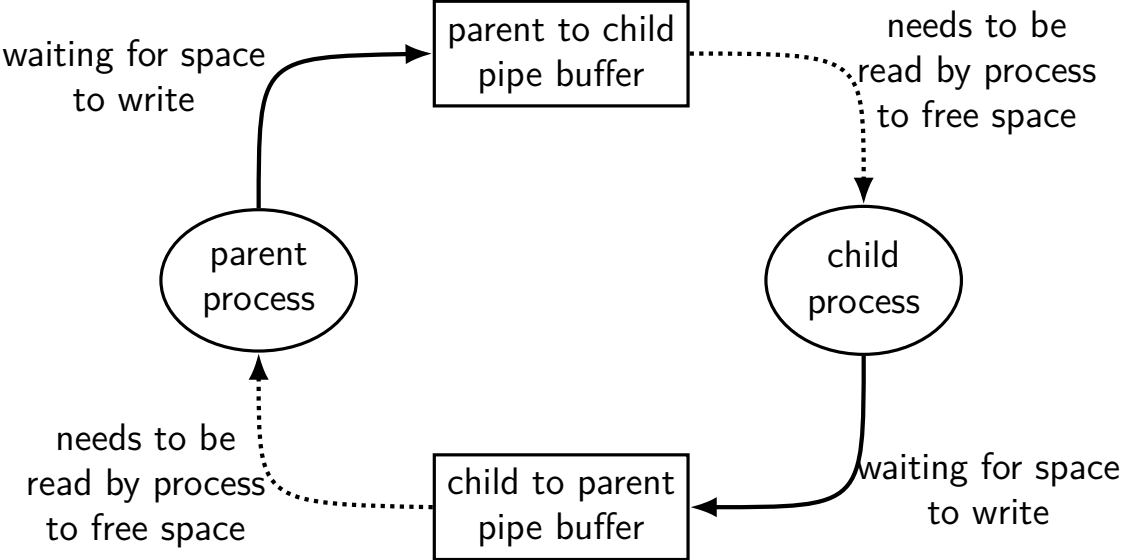 parent to child
pipe buffer
waiting for space
to write
needs to be
read by process
to free space
parent
process
child
process
needs to be
read by process
to free space
child to parent
pipe buffer
waiting for space
to write